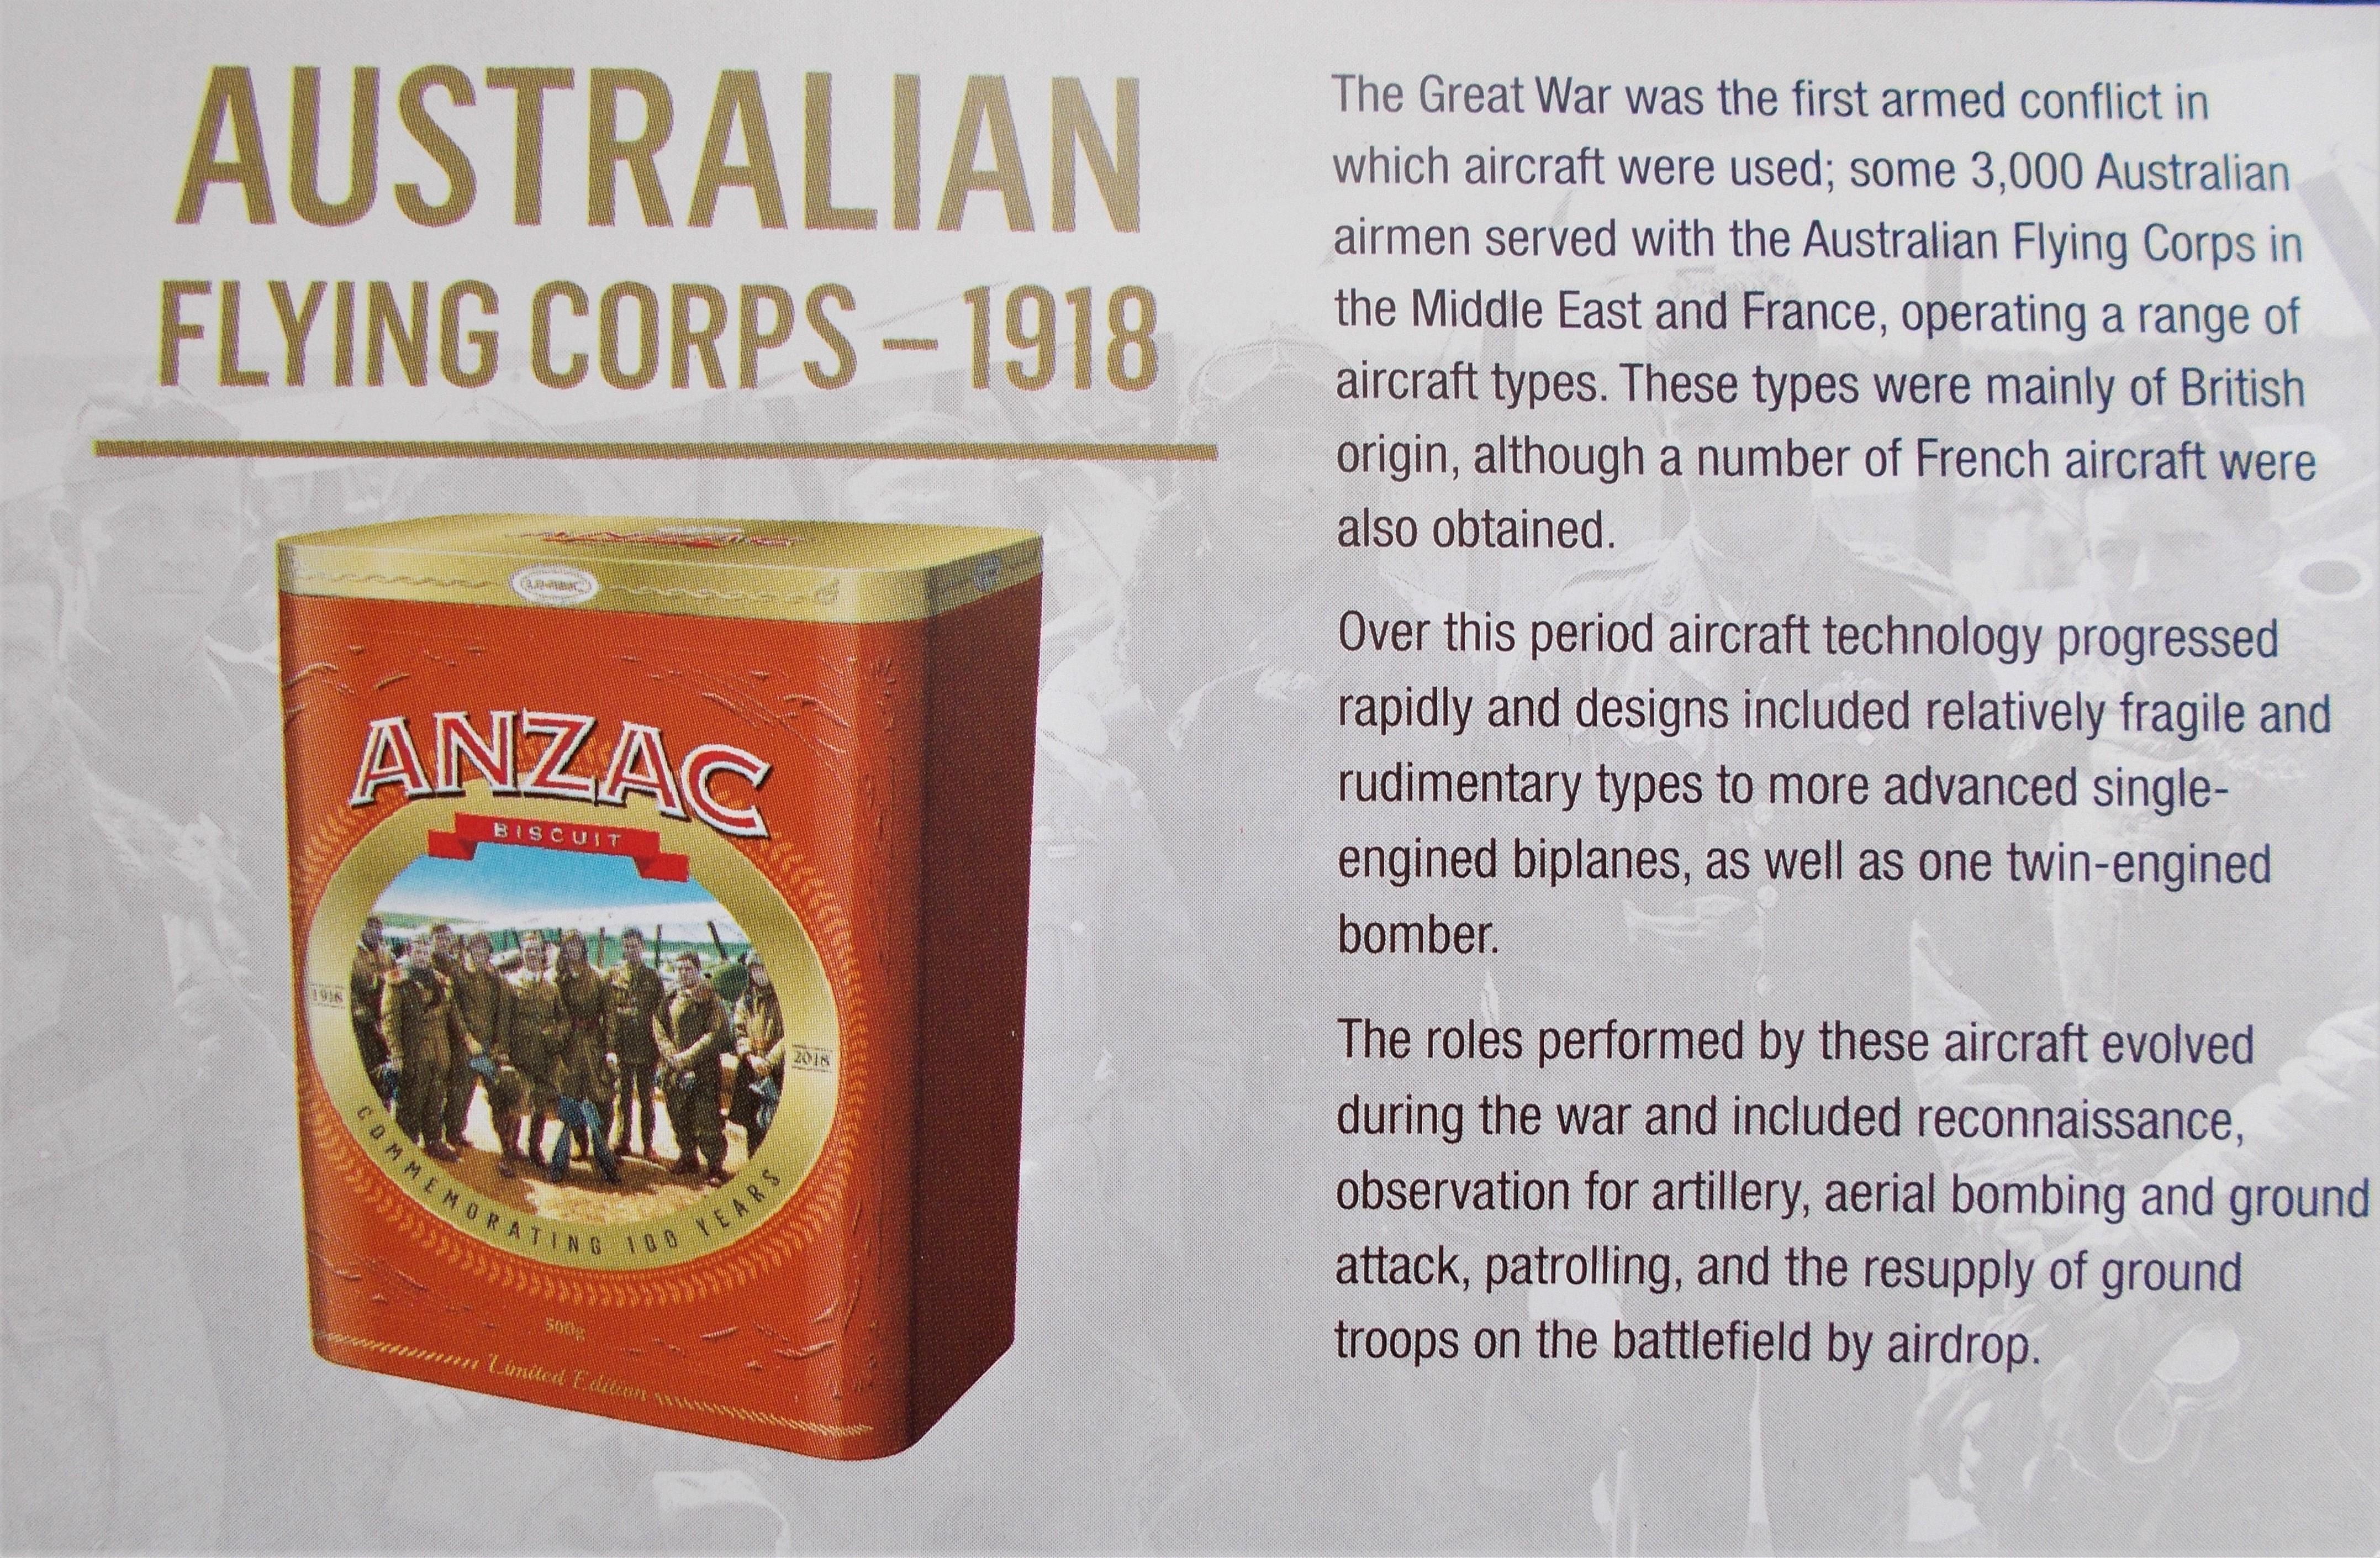 AUSTRALIAN
FLYING CORPS – 1918
ANZAC
BISCUIT
1918
2018
COMMEMORATING 100 YEARS
500g
Limited Edition
The Great War was the first armed conflict in
which aircraft were used; some 3,000 Australian
airmen served with the Australian Flying Corps in
the Middle East and France, operating a range of
aircraft types. These types were mainly of British
origin, although a number of French aircraft were
also obtained.
Over this period aircraft technology progressed
rapidly and designs included relatively fragile and
rudimentary types to more advanced single-
engined biplanes, as well as one twin-engined
bomber.
The roles performed by these aircraft evolved
during the war and included reconnaissance,
observation for artillery, aerial bombing and ground
attack, patrolling, and the resupply of ground
troops on the battlefield by airdrop.